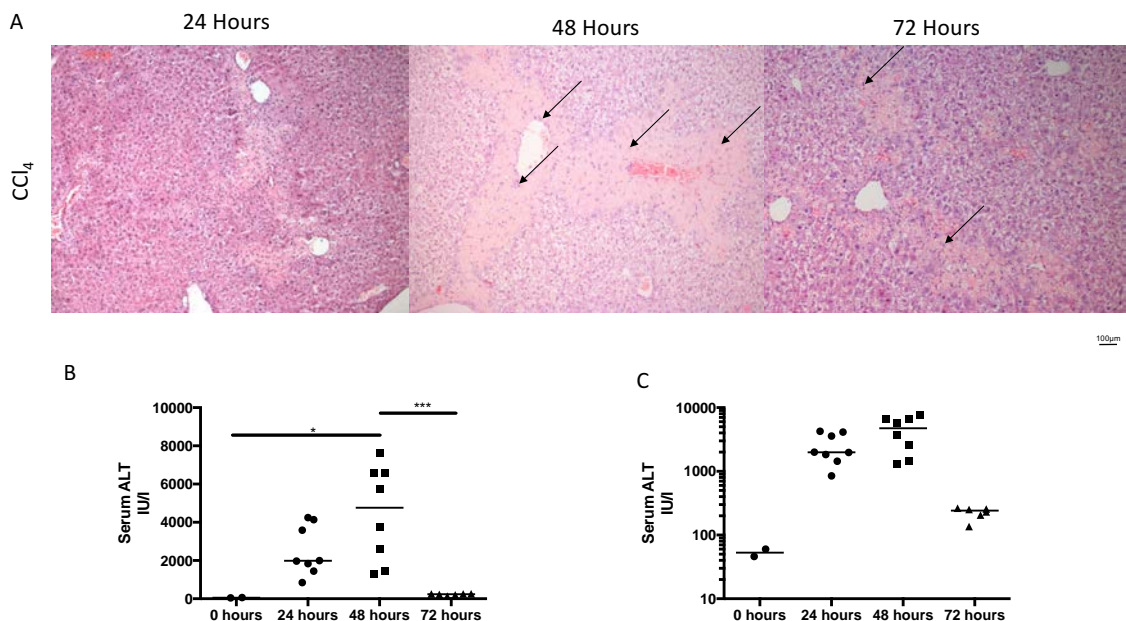 A
24 Hours
48 Hours
72 Hours
CCl4
100μm
B
10000
8000
6000
4000
2000
0
Serum ALT
IU/l
*
***
0 hours
24 hours
48 hours
72 hours
C
10000
1000
100
10
Serum ALT
IU/l
0 hours
24 hours
48 hours
72 hours